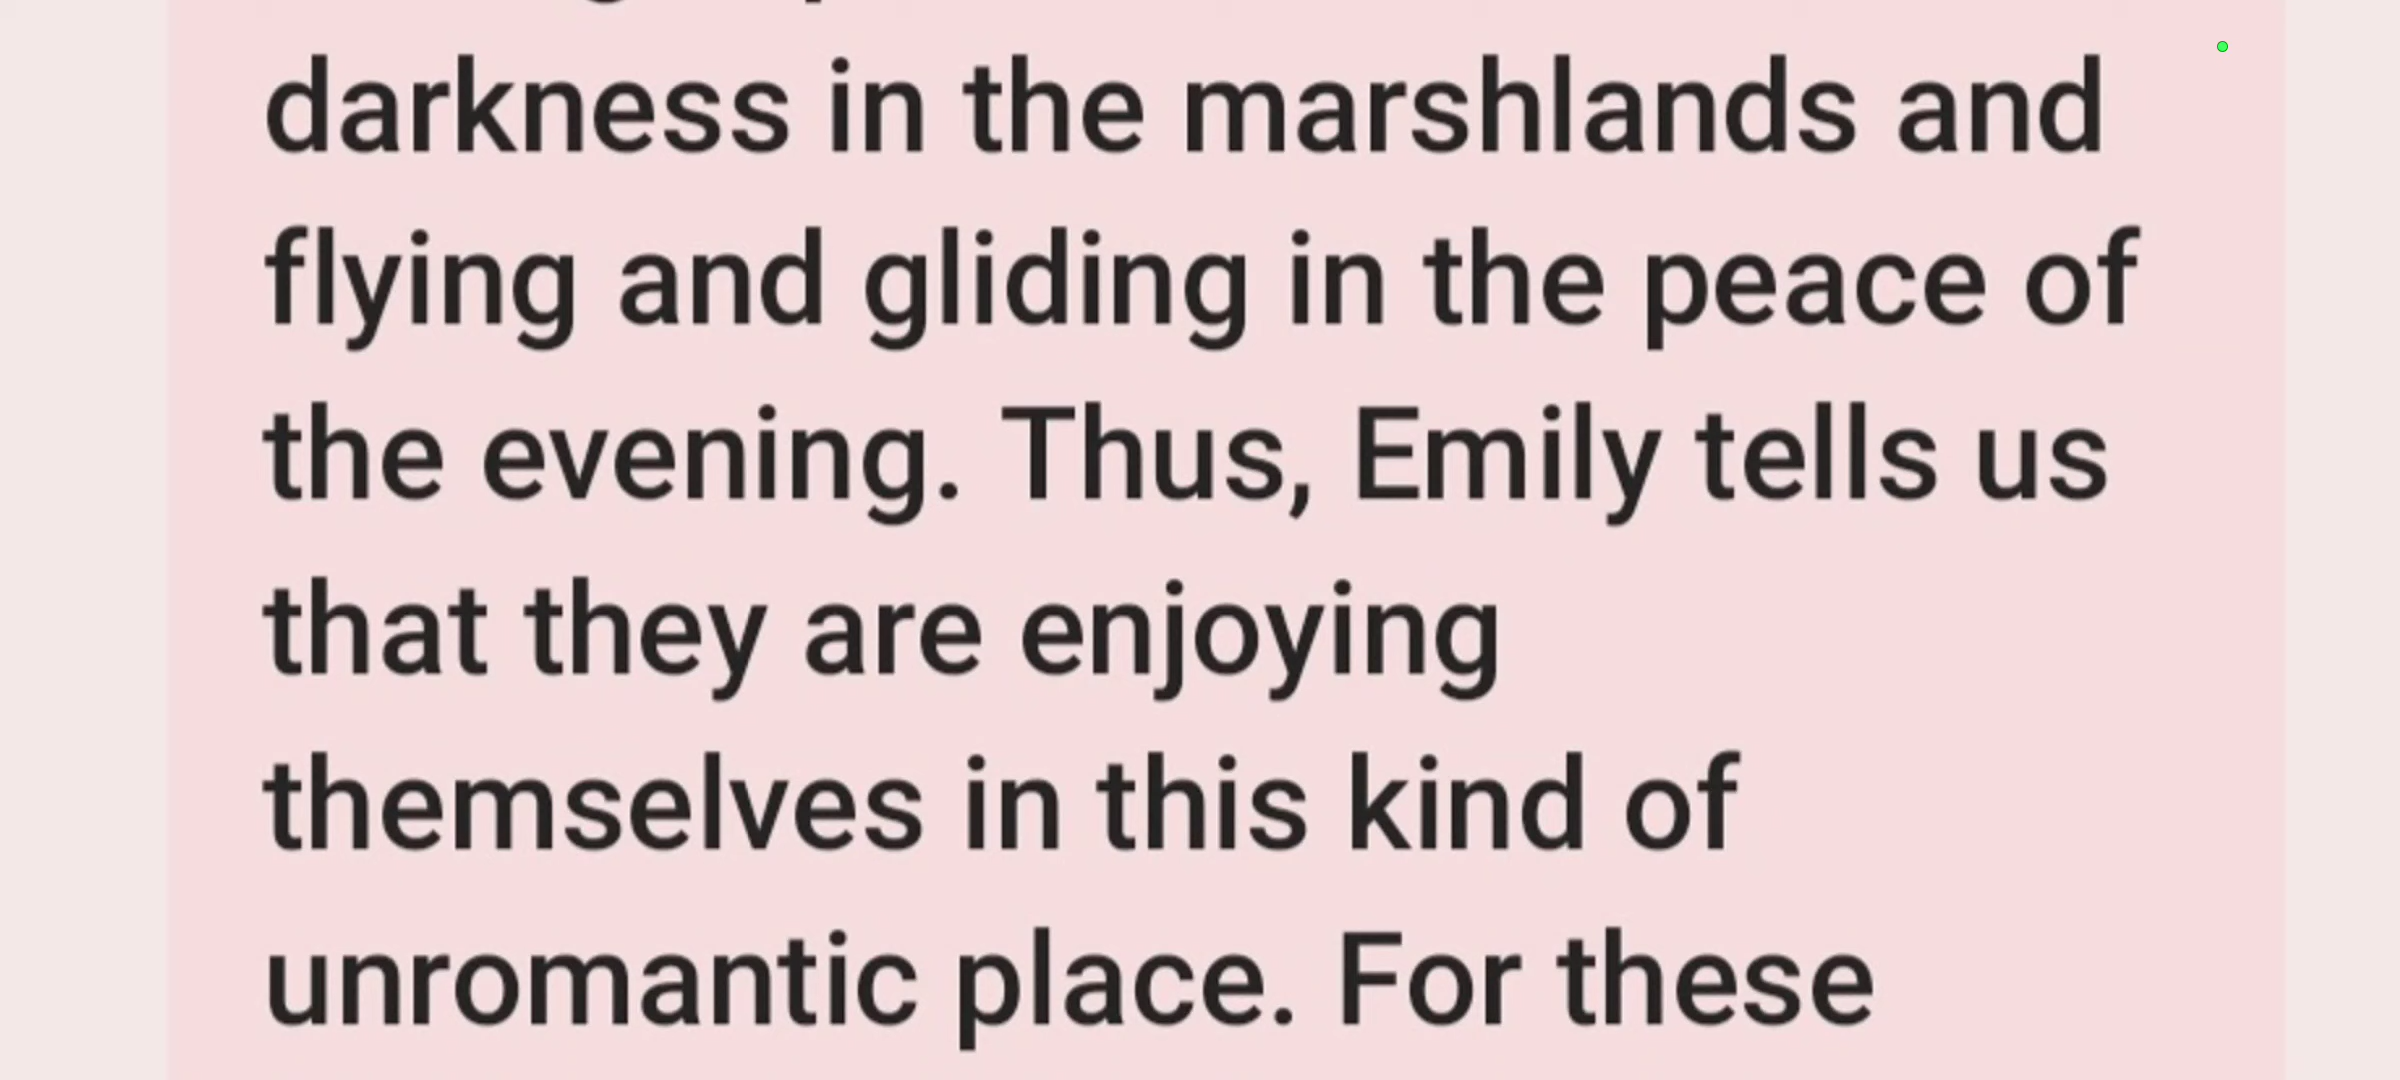 darkness in the marshlands and
flying and gliding in the peace of
the evening. Thus, Emily tells us
that they are enjoying
themselves in this kind of
unromantic place. For these